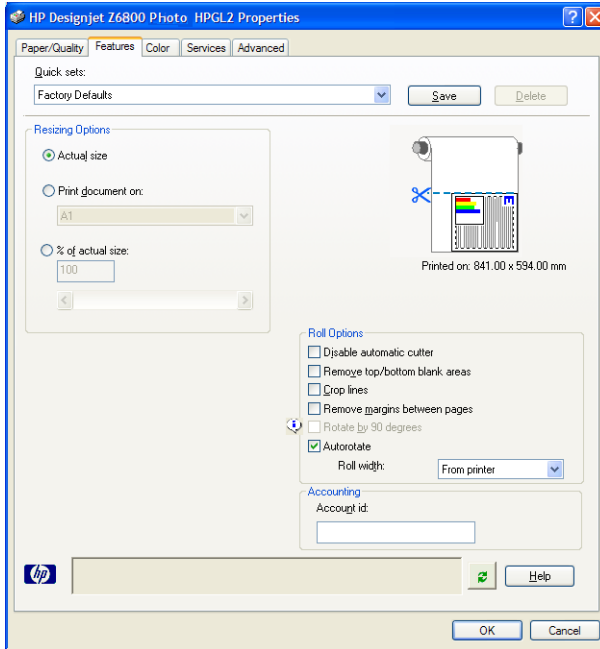 HP Designjet Z6800 Photo HPGL2 Properties
Paper/Quality Features Color Services Advanced
Quick sets:
Factory Defaults Save Delete
Resizing Options
Actual size
Print document on:
A1
% of actual size:
100
Printed on: 841.00 x 594.00 mm
Roll Options
Disable automatic cutter
Remove top/bottom blank areas
Crop lines
Remove margins between pages
Rotate by 90 degrees
Autorotate
Roll width: From printer
Accounting
Account id:
hp Help
OK Cancel